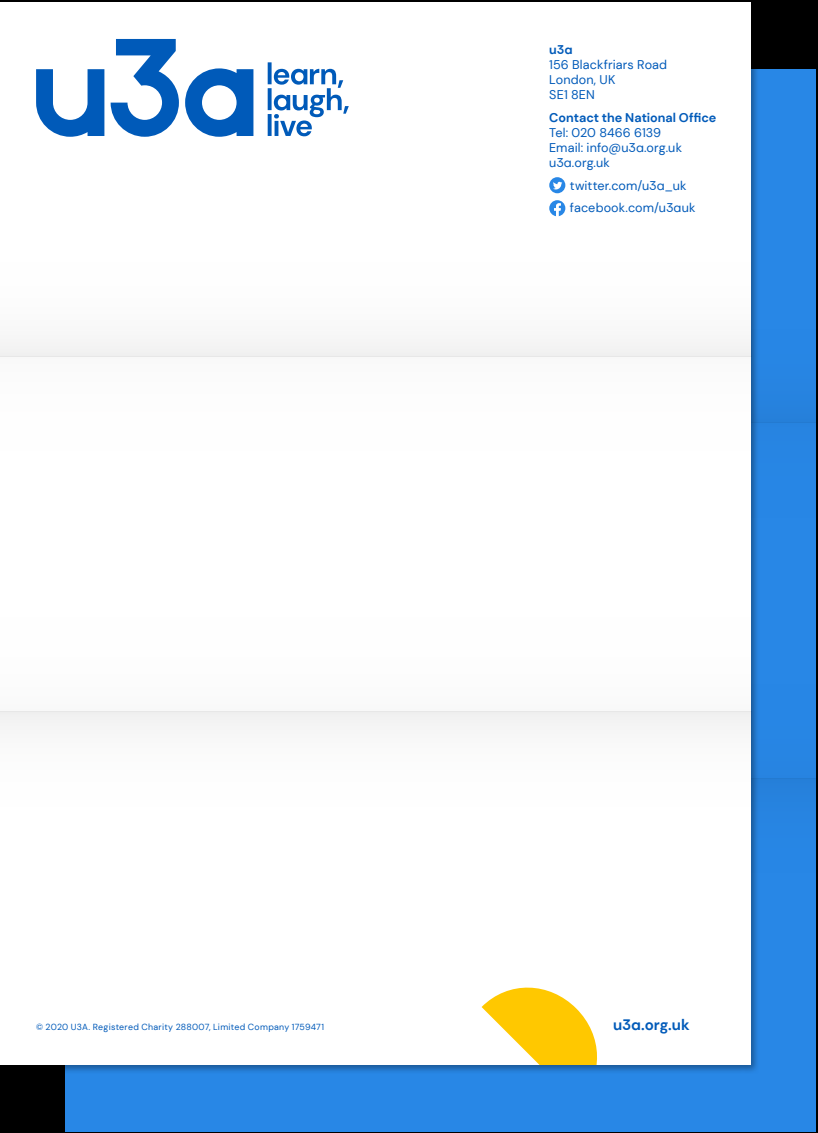 u3a
learn,
laugh,
live
u3a
156 Blackfriars Road
London, UK
SE1 8EN
Contact the National Office
Tel: 020 8466 6139
Email: info@u3a.org.uk
u3a.org.uk
twitter.com/u3a_uk
facebook.com/u3auk
© 2020 U3A. Registered Charity 288007, Limited Company 1759471
u3a.org.uk